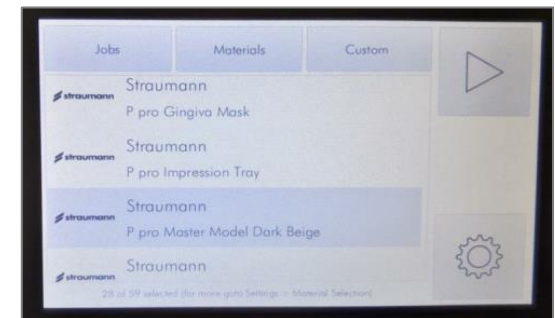 Jobs Materials Custom
straumann
Straumann
P pro Gingiva Mask
straumann
Straumann
P pro Impression Tray
straumann
Straumann
P pro Master Model Dark Beige
straumann
Straumann
28 of 59 selected (for more goto Settings -> Material Selection)